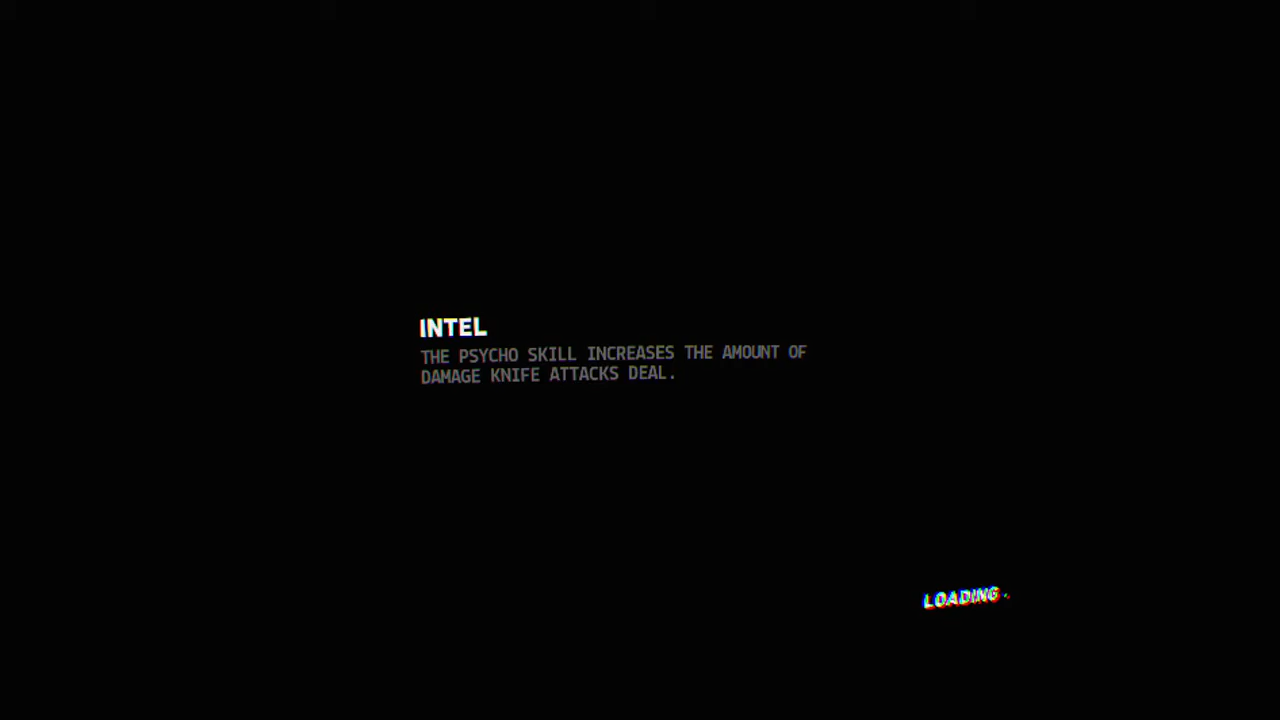 INTEL
THE PSYCHO SKILL INCREASES THE AMOUNT OF
DAMAGE KNIFE ATTACKS DEAL.
LOADING.